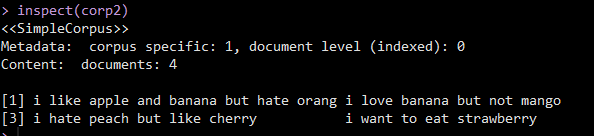 > inspect(corp2)
<<SimpleCorpus>>
Metadata:  corpus specific: 1, document level (indexed): 0
Content:  documents: 4

[1] i like apple and banana but hate orang i love banana but not mango
[3] i hate peach but like cherry           i want to eat strawberry
>